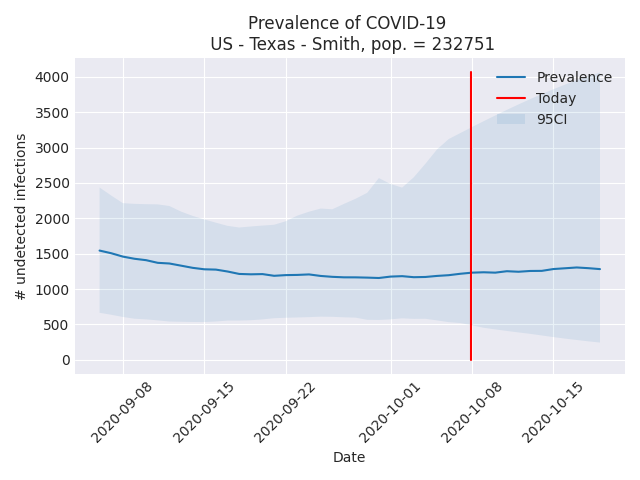 Prevalence of COVID-19
US - Texas - Smith, pop. = 232751
# undetected infections
4000
3500
3000
2500
2000
1500
1000
500
0
Prevalence
Today
95CI
2020-09-08
2020-09-15
2020-09-22
2020-10-01
2020-10-08
2020-10-15
Date